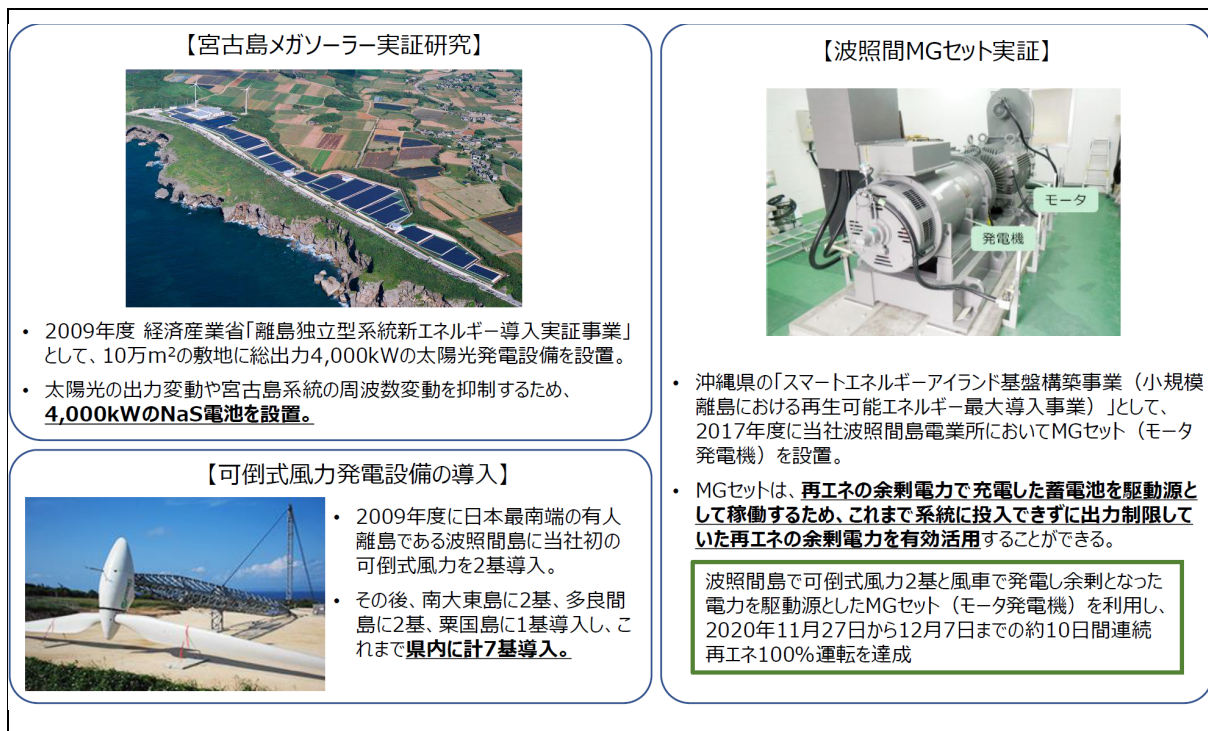 【宮古島メガソーラー実証研究】
• 2009年度 経済産業省「離島独立型系統新エネルギー導入実証事業」
として、10万m²の敷地に総出力4,000kWの太陽光発電設備を設置。
• 太陽光の出力変動や宮古島系統の周波数変動を抑制するため、
4,000kWのNaS電池を設置。
【可倒式風力発電設備の導入】
• 2009年度に日本最南端の有人
離島である波照間島に当社初の
可倒式風力を2基導入。
• その後、南大東島に2基、多良間
島に2基、粟国島に1基導入し、こ
れまで県内に計7基導入。
【波照間MGセット実証】
モータ
発電機
• 沖縄県の「スマートエネルギーアイランド基盤構築事業（小規模
離島における再生可能エネルギー最大導入事業）」として、
2017年度に当社波照間島電業所においてMGセット（モータ
発電機）を設置。
• MGセットは、再エネの余剰電力で充電した蓄電池を駆動源と
して稼働するため、これまで系統に投入できずに出力制限して
いた再エネの余剰電力を有効活用することができる。
波照間島で可倒式風力2基と風車で発電し余剰となった
電力を駆動源としたMGセット（モータ発電機）を利用し、
2020年11月27日から12月7日までの約10日間連続
再エネ100%運転を達成